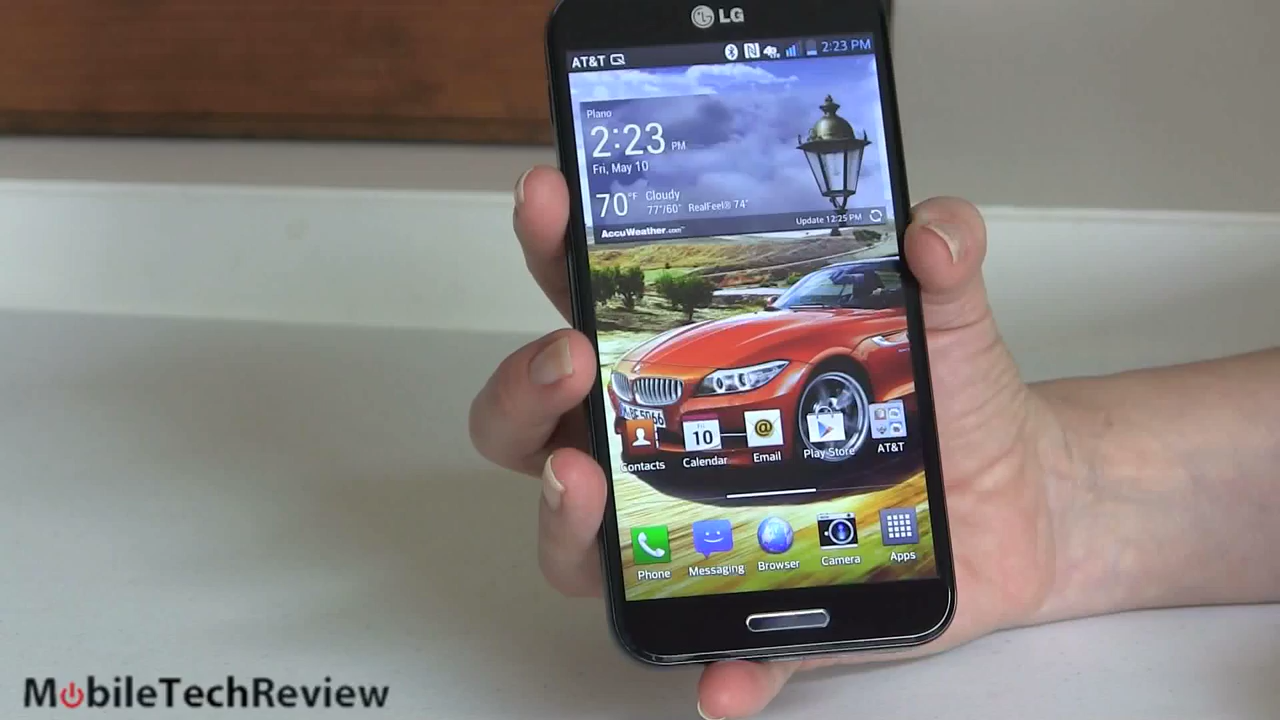 LG
AT&T
2:23 PM
Plano
2:23 PM
Fri, May 10
70°F
Cloudy
77°/60° RealFeel® 74°
Update 12:25 PM
AccuWeather.com
FRI
10
@
Contacts
Calendar
Email
Play Store
AT&T
Phone
Messaging
Browser
Camera
Apps
MobileTechReview